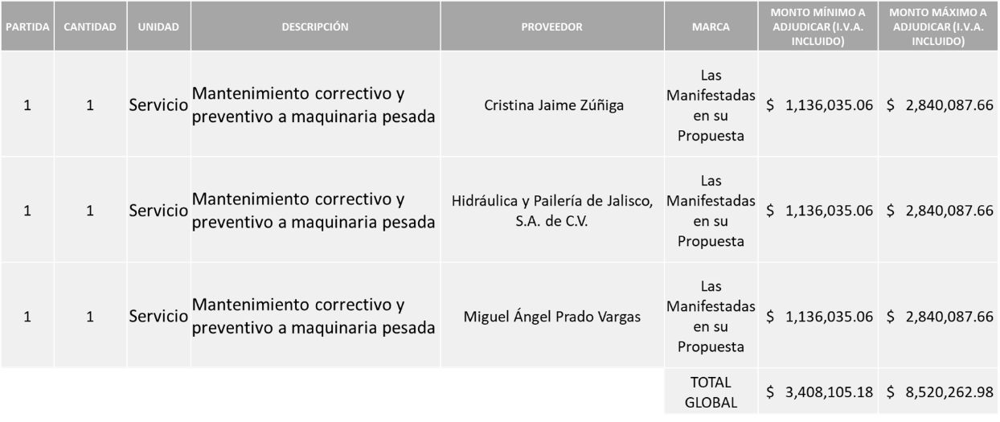 PARTIDA CANTIDAD UNIDAD DESCRIPCIÓN PROVEEDOR MARCA MONTO MÍNIMO A ADJUDICAR (I.V.A. INCLUIDO) MONTO MÁXIMO A ADJUDICAR (I.V.A. INCLUIDO)
1 1 Servicio Mantenimiento correctivo y preventivo a maquinaria pesada Cristina Jaime Zúñiga Las Manifestadas en su Propuesta $ 1,136,035.06 $ 2,840,087.66
1 1 Servicio Mantenimiento correctivo y preventivo a maquinaria pesada Hidráulica y Pailería de Jalisco, S.A. de C.V. Las Manifestadas en su Propuesta $ 1,136,035.06 $ 2,840,087.66
1 1 Servicio Mantenimiento correctivo y preventivo a maquinaria pesada Miguel Ángel Prado Vargas Las Manifestadas en su Propuesta $ 1,136,035.06 $ 2,840,087.66
TOTAL GLOBAL $ 3,408,105.18 $ 8,520,262.98